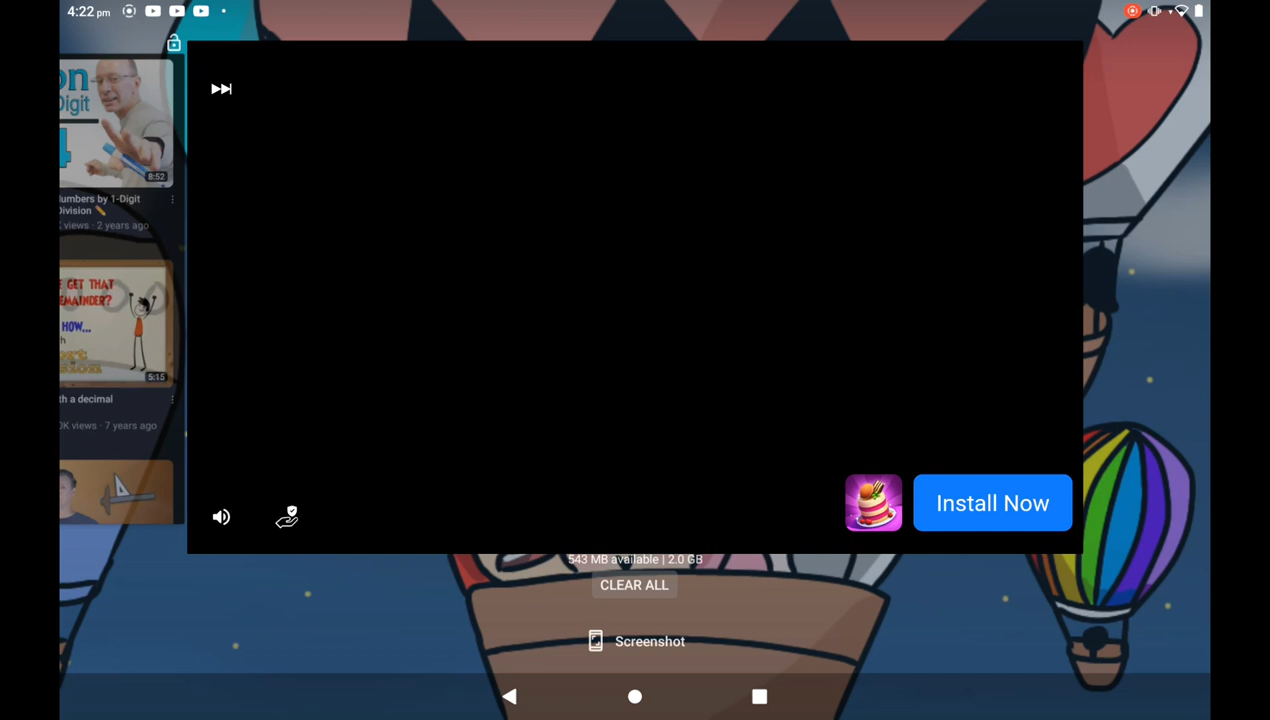 4:22 pm
on
Digit
4
8:52
lumbers by 1-Digit
Division
K views · 2 years ago
E GET THAT
EMAINDER?
HOW...
5:15
th a decimal
0K views · 7 years ago
Install Now
543 MB available | 2.0 GB
CLEAR ALL
Screenshot